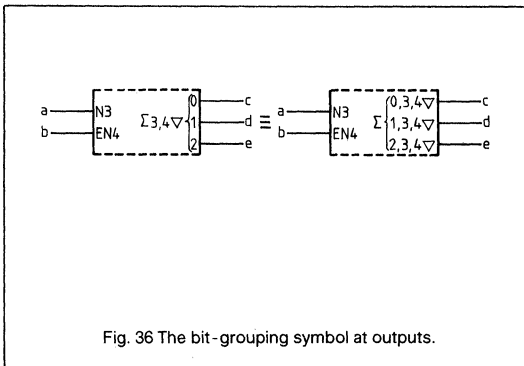 a N3 Σ3,4▽ 0 c ≡ a N3 Σ 0,3,4▽ c
b EN4 1 d b EN4 1,3,4▽ d
2 e 2,3,4▽ e
Fig. 36 The bit-grouping symbol at outputs.